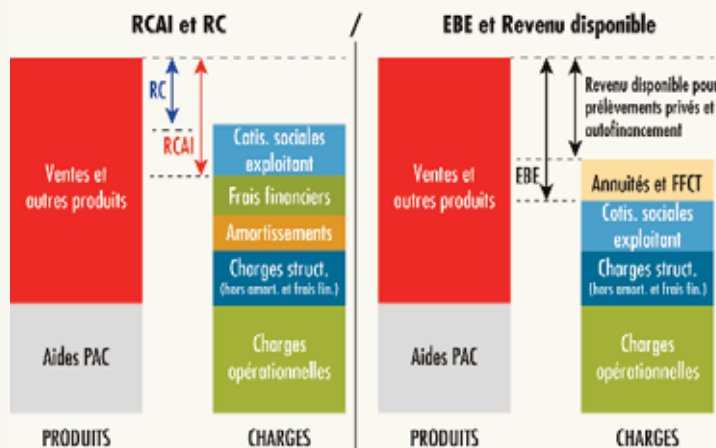 RCAI et RC
/
EBE et Revenu disponible
RC
RCAI
Ventes et
autres produits
Aides PAC
Cotis. sociales
exploitant
Frais financiers
Amortissements
Charges struct.
(hors amort. et frais fin.)
Charges
opérationnelles
PRODUITS
CHARGES
Ventes et
autres produits
Aides PAC
EBE
Revenu disponible pour
prélèvements privés et
autofinancement
Annuités et FFCT
Cotis. sociales
exploitant
Charges struct.
(hors amort. et frais fin.)
Charges
opérationnelles
PRODUITS
CHARGES